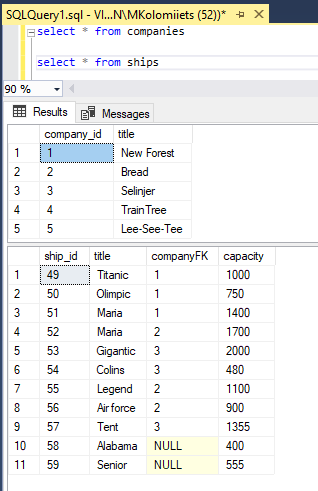 SQLQuery1.sql - Vl...N\MKolomiiets (52))*
select * from companies
select * from ships
90 %
Results Messages
company_id title
1 1 New Forest
2 2 Bread
3 3 Selinjer
4 4 TrainTree
5 5 Lee-See-Tee
ship_id title companyFK capacity
1 49 Titanic 1 1000
2 50 Olimpic 1 750
3 51 Maria 1 1400
4 52 Maria 2 1700
5 53 Gigantic 3 2000
6 54 Colins 3 480
7 55 Legend 2 1100
8 56 Air force 2 900
9 57 Tent 3 1355
10 58 Alabama NULL 400
11 59 Senior NULL 555